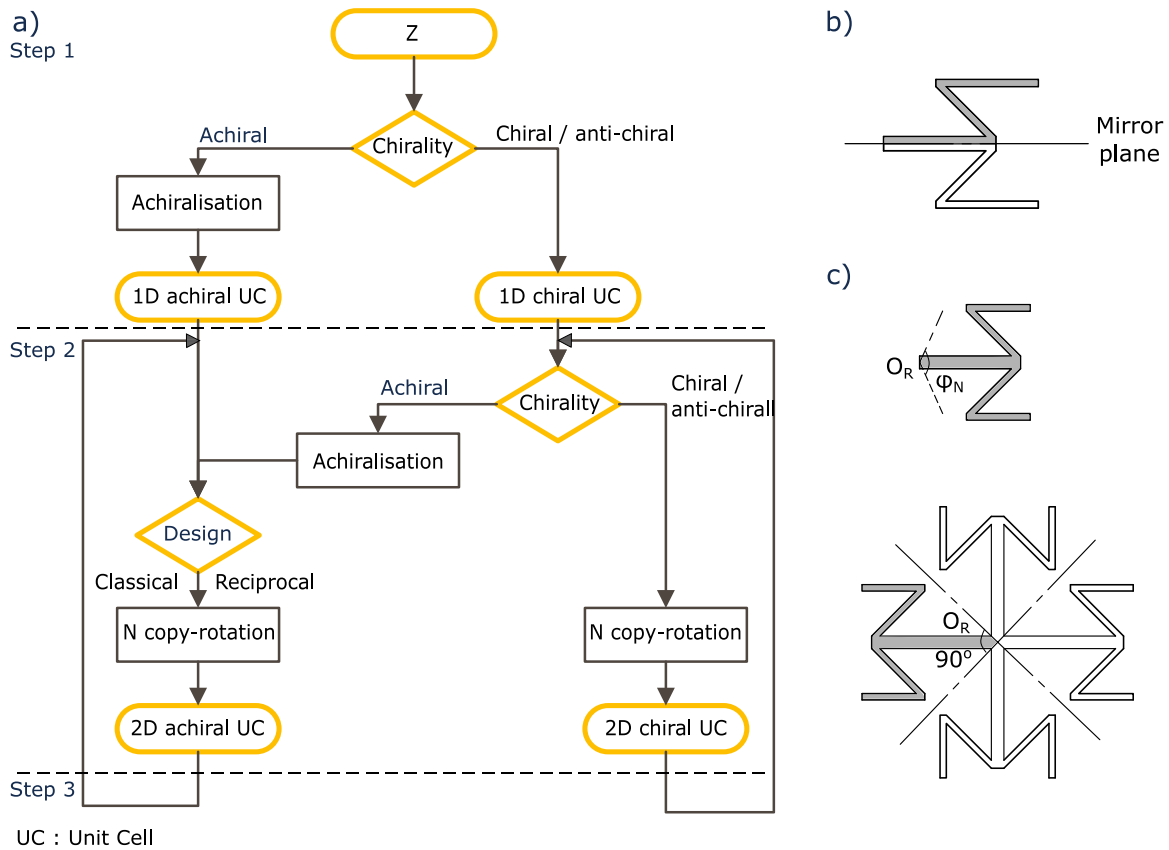 a)
Step 1
Z
Chirality
Achiral
Chiral / anti-chiral
Achiralisation
1D achiral UC
1D chiral UC
Step 2
Chirality
Achiral
Chiral /
anti-chirall
Achiralisation
Design
Classical
Reciprocal
N copy-rotation
N copy-rotation
2D achiral UC
2D chiral UC
Step 3
UC : Unit Cell
b)
Mirror
plane
c)
O_R
φ_N
O_R
90°